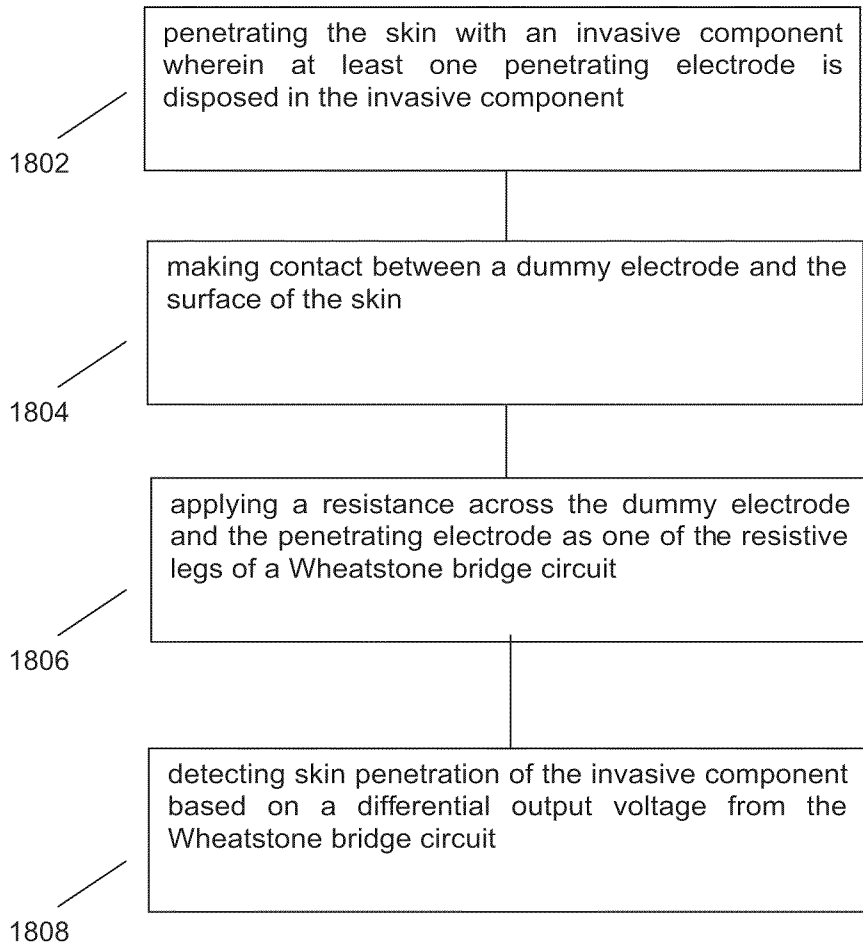 penetrating the skin with an invasive component
wherein at least one penetrating electrode is
disposed in the invasive component
1802
making contact between a dummy electrode and the
surface of the skin
1804
applying a resistance across the dummy electrode
and the penetrating electrode as one of the resistive
legs of a Wheatstone bridge circuit
1806
detecting skin penetration of the invasive component
based on a differential output voltage from the
Wheatstone bridge circuit
1808